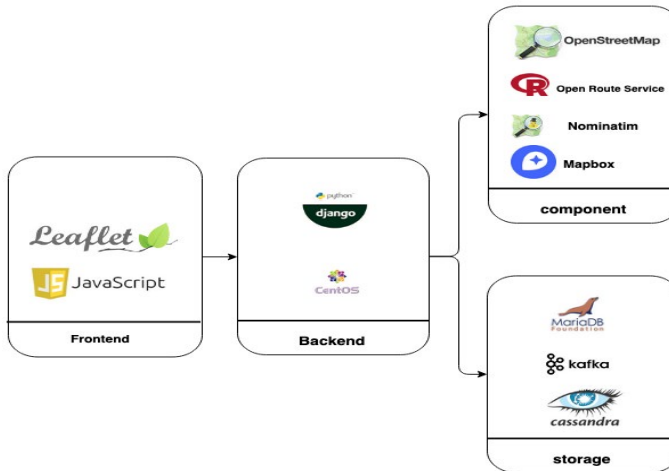 Leaflet
JS JavaScript
Frontend
python
django
CentOS
Backend
OpenStreetMap
R Open Route Service
Nominatim
Mapbox
component
MariaDB
Foundation
kafka
cassandra
storage